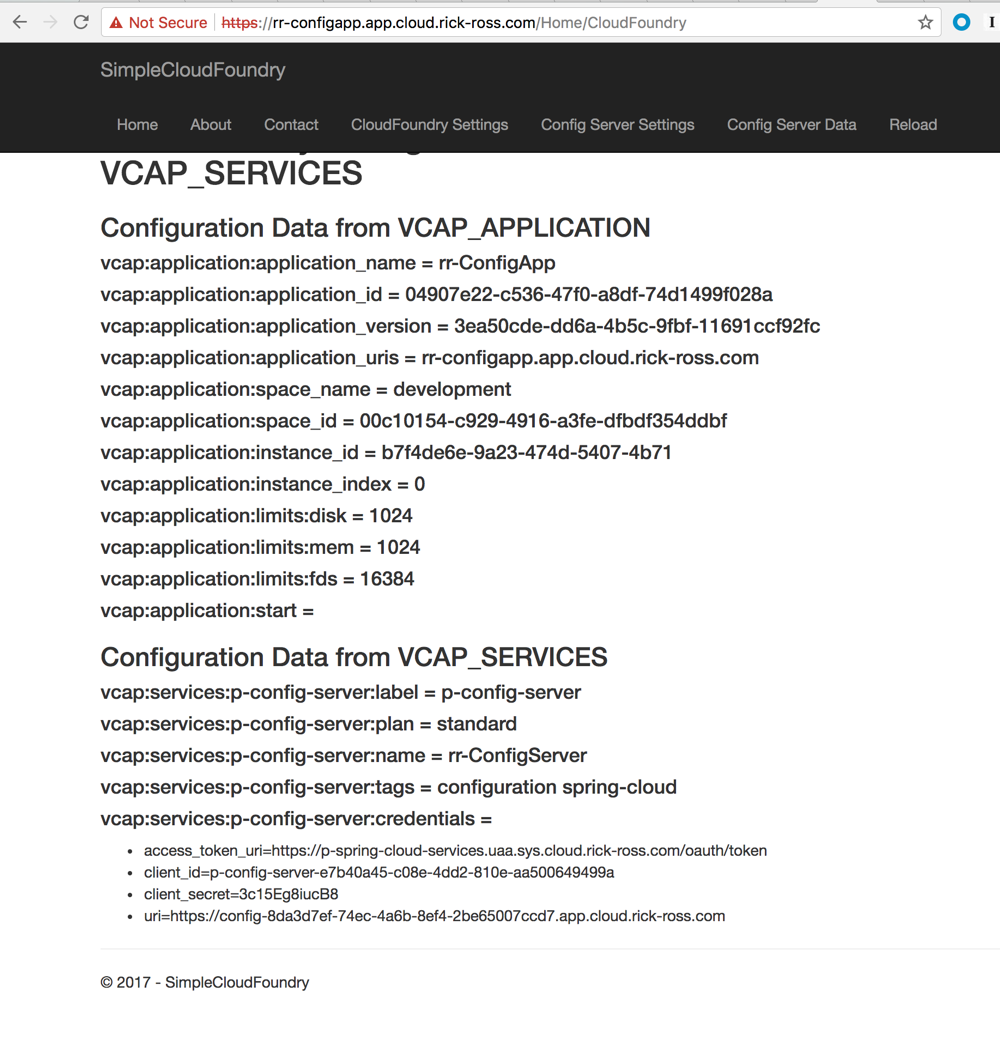 Not Secure https://rr-configapp.app.cloud.rick-ross.com/Home/CloudFoundry
SimpleCloudFoundry
Home About Contact CloudFoundry Settings Config Server Settings Config Server Data Reload
VCAP_SERVICES
Configuration Data from VCAP_APPLICATION
vcap:application:application_name = rr-ConfigApp
vcap:application:application_id = 04907e22-c536-47f0-a8df-74d1499f028a
vcap:application:application_version = 3ea50cde-dd6a-4b5c-9fbf-11691ccf92fc
vcap:application:application_uris = rr-configapp.app.cloud.rick-ross.com
vcap:application:space_name = development
vcap:application:space_id = 00c10154-c929-4916-a3fe-dfbdf354ddbf
vcap:application:instance_id = b7f4de6e-9a23-474d-5407-4b71
vcap:application:instance_index = 0
vcap:application:limits:disk = 1024
vcap:application:limits:mem = 1024
vcap:application:limits:fds = 16384
vcap:application:start =
Configuration Data from VCAP_SERVICES
vcap:services:p-config-server:label = p-config-server
vcap:services:p-config-server:plan = standard
vcap:services:p-config-server:name = rr-ConfigServer
vcap:services:p-config-server:tags = configuration spring-cloud
vcap:services:p-config-server:credentials =
• access_token_uri=https://p-spring-cloud-services.uaa.sys.cloud.rick-ross.com/oauth/token
• client_id=p-config-server-e7b40a45-c08e-4dd2-810e-aa500649499a
• client_secret=3c15Eg8iucB8
• uri=https://config-8da3d7ef-74ec-4a6b-8ef4-2be65007ccd7.app.cloud.rick-ross.com
© 2017 - SimpleCloudFoundry